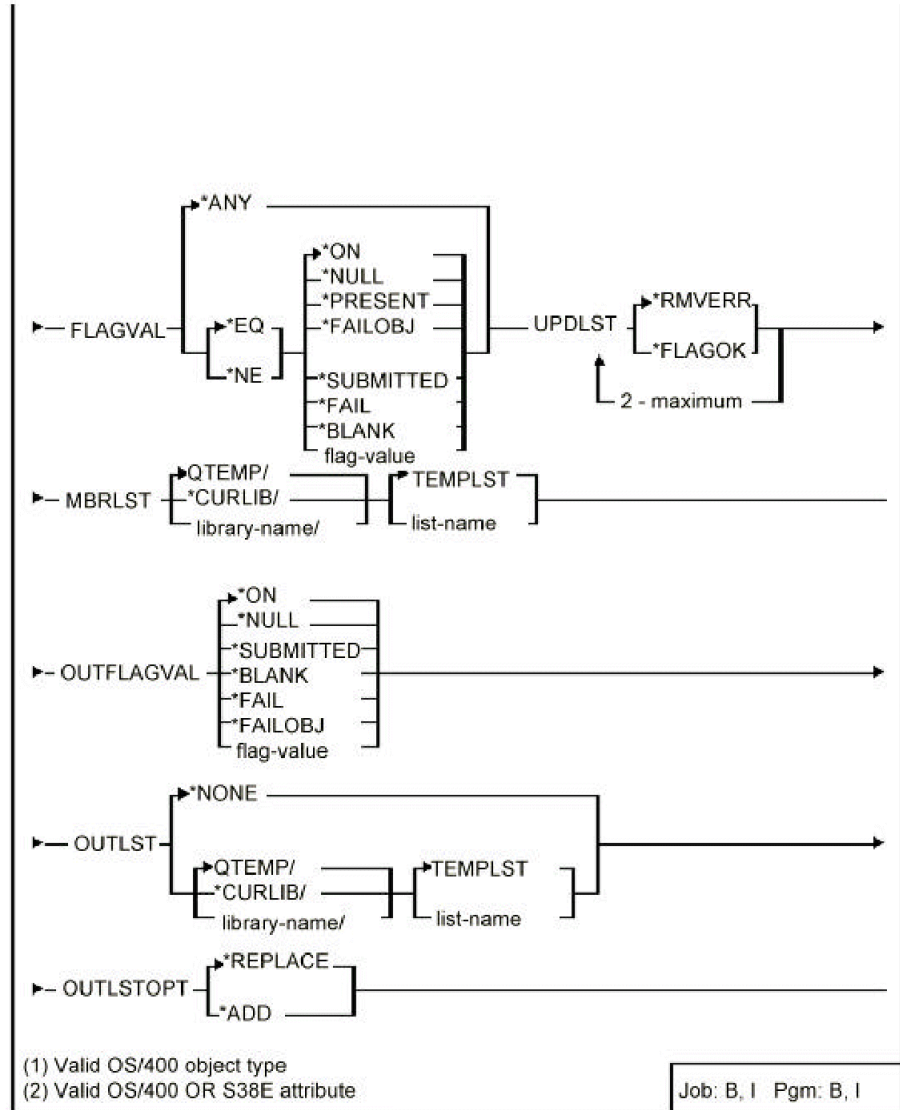 *ANY
*ON
*NULL
*PRESENT
*FAILOBJ
*SUBMITTED
*FAIL
*BLANK
flag-value
FLAGVAL
*EQ
*NE
UPDLST
*RMVERR
*FLAGOK
2 - maximum
MBRLST
QTEMP/
*CURLIB/
library-name/
TEMPLST
list-name
OUTFLAGVAL
*ON
*NULL
*SUBMITTED
*BLANK
*FAIL
*FAILOBJ
flag-value
OUTLST
*NONE
QTEMP/
*CURLIB/
library-name/
TEMPLST
list-name
OUTLSTOPT
*REPLACE
*ADD
(1) Valid OS/400 object type
(2) Valid OS/400 OR S38E attribute
Job: B, I Pgm: B, I